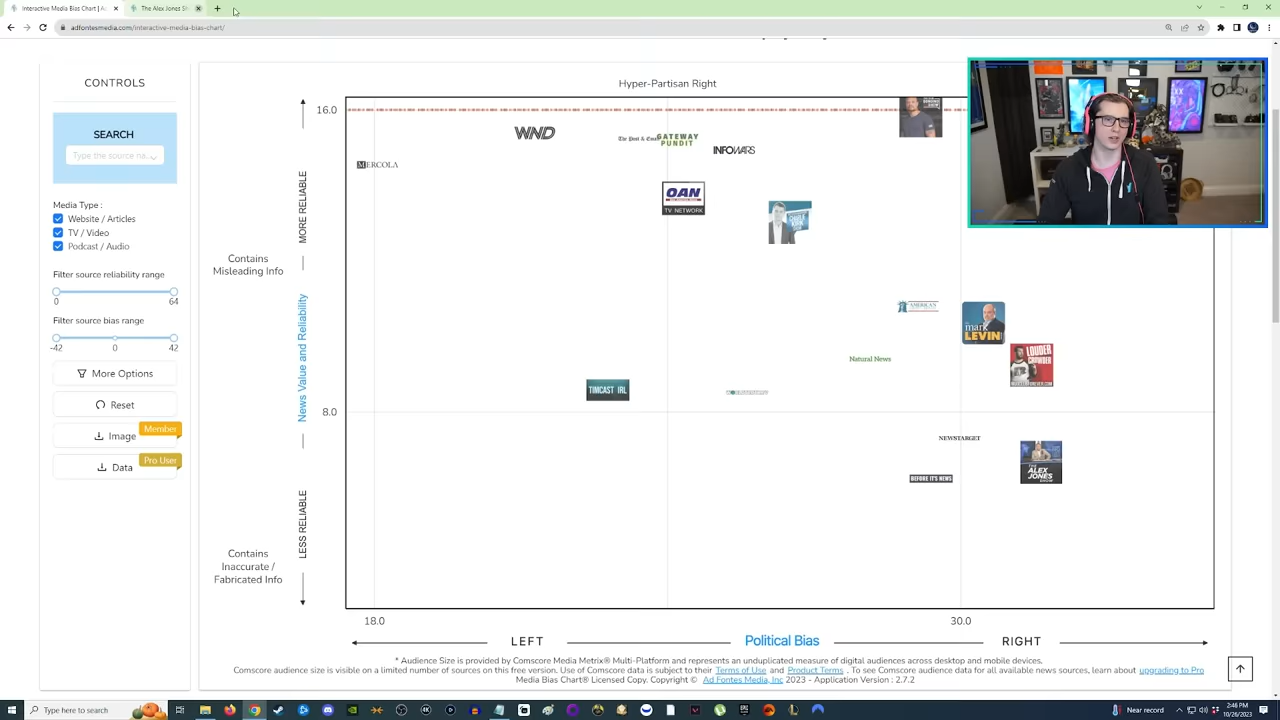 Interactive Media Bias Chart | A
The Alex Jones Sh
adfontesmedia.com/interactive-media-bias-chart/
CONTROLS
SEARCH
Type the source na...
Media Type :
Website / Articles
TV / Video
Podcast / Audio
Filter source reliability range
0
64
Filter source bias range
-42
0
42
More Options
Reset
Member
Image
Pro User
Data
Hyper-Partisan Right
16.0
8.0
MORE RELIABLE
Contains
Misleading Info
News Value and Reliability
LESS RELIABLE
Contains
Inaccurate /
Fabricated Info
WND
The Post & Email
GATEWAY
PUNDIT
INFOWARS
MERCOLA
OAN
TV NETWORK
AMERICAN
mark
LEVIN
LOUDER
CROWDER
Natural News
TIMCAST IRL
NEWSTARGET
BEFORE IT'S NEWS
THE
ALEX JONES
SHOW
18.0
30.0
LEFT
Political Bias
RIGHT
* Audience Size is provided by Comscore Media Metrix® Multi-Platform and represents an unduplicated measure of digital audiences across desktop and mobile devices.
Comscore audience size is visible on a limited number of sources on this free version. Use of Comscore data is subject to their Terms of Use and Product Terms . To see Comscore audience data for all available news sources, learn about upgrading to Pro
Media Bias Chart® Licensed Copy. Copyright © Ad Fontes Media, Inc 2023 - Application Version : 2.7.2
Type here to search
Near record
2:46 PM
10/26/2023